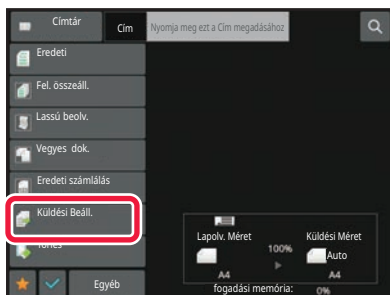 Címtár
Cím
Nyomja meg ezt a Cím megadásához
Eredeti
Fel. összeáll.
Lassú beolv.
Vegyes dok.
Eredeti számlálás
Küldési Beáll.
Törlés
Egyéb
Lapolv. Méret
100%
Küldési Méret
Auto
A4
A4
fogadási memória:
0%